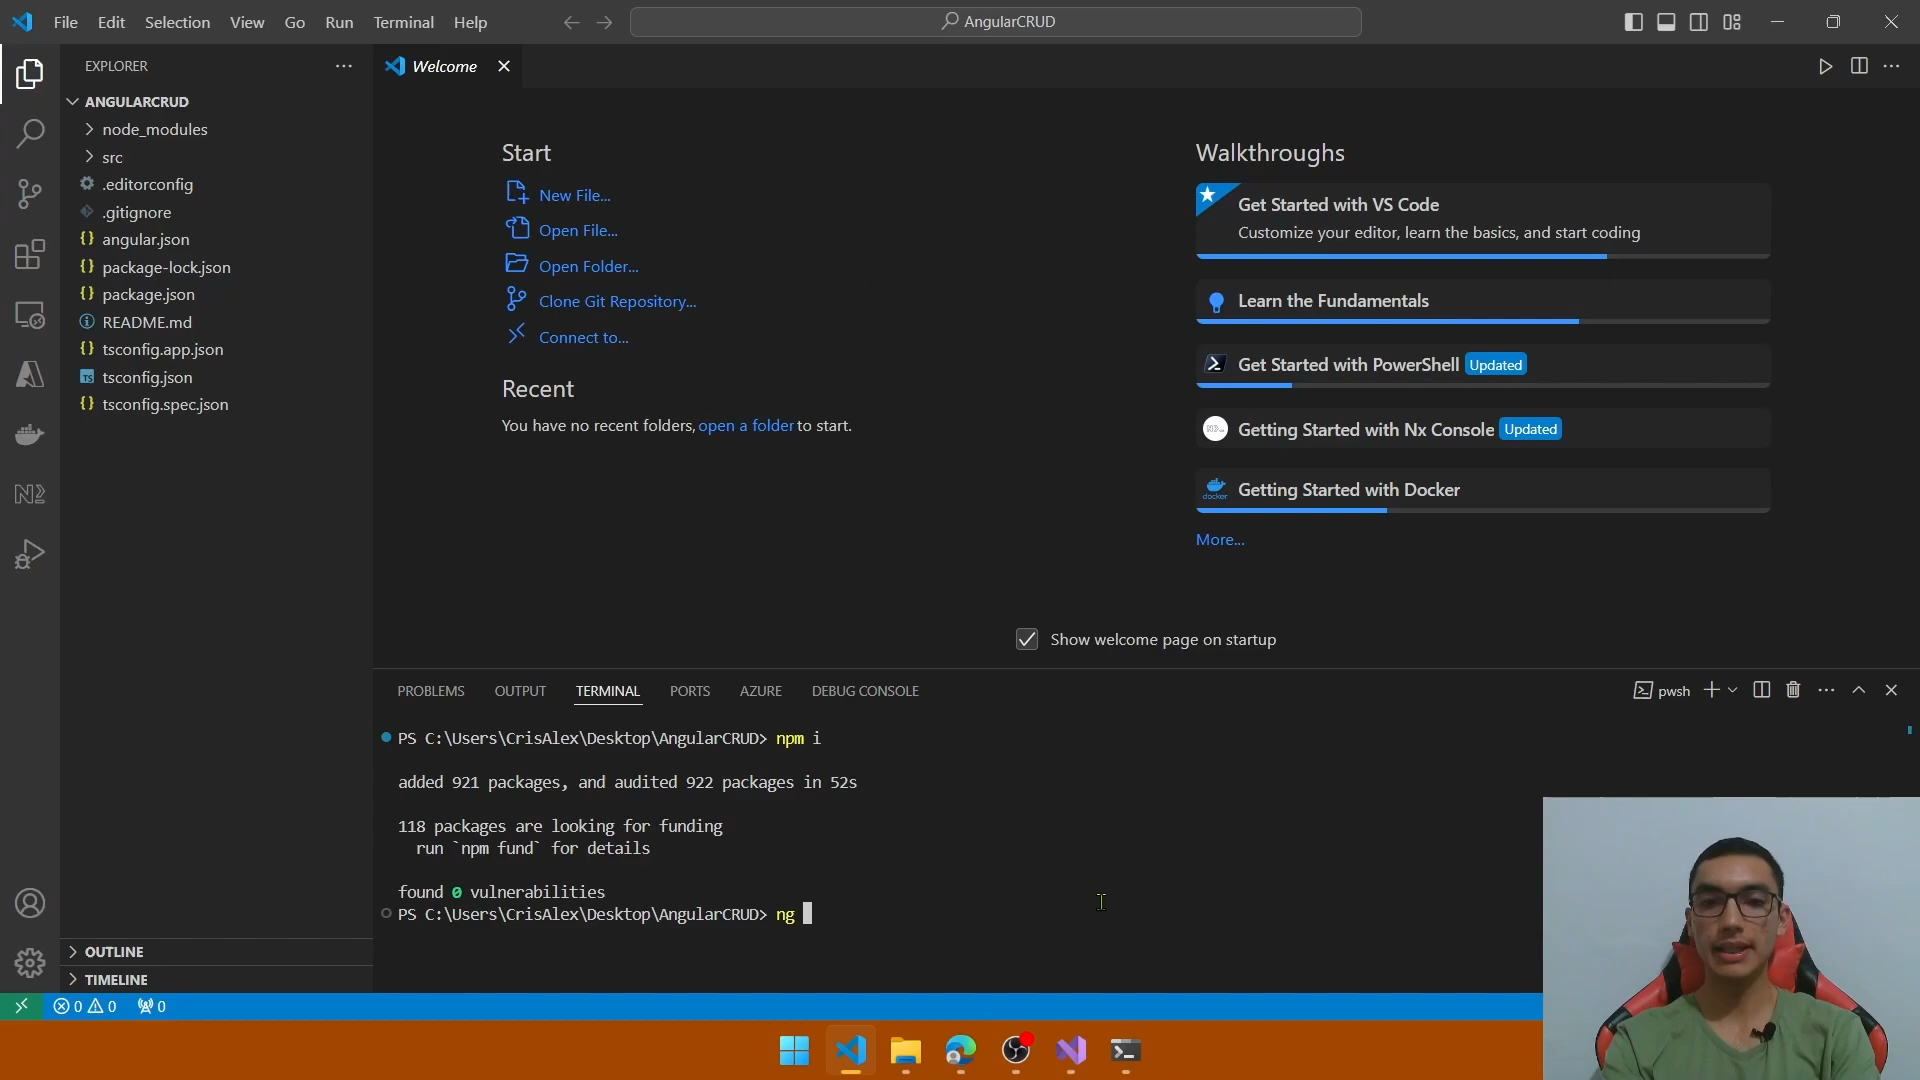 File Edit Selection View Go Run Terminal Help
AngularCRUD
EXPLORER
Welcome
ANGULARCRUD
node_modules
src
.editorconfig
.gitignore
angular.json
package-lock.json
package.json
README.md
tsconfig.app.json
tsconfig.json
tsconfig.spec.json
OUTLINE
TIMELINE
Start
New File...
Open File...
Open Folder...
Clone Git Repository...
Connect to...
Recent
You have no recent folders, open a folder to start.
Walkthroughs
Get Started with VS Code
Customize your editor, learn the basics, and start coding
Learn the Fundamentals
Get Started with PowerShell Updated
Getting Started with Nx Console Updated
docker
Getting Started with Docker
More...
Show welcome page on startup
PROBLEMS OUTPUT TERMINAL PORTS AZURE DEBUG CONSOLE
pwsh
PS C:\Users\CrisAlex\Desktop\AngularCRUD> npm i
added 921 packages, and audited 922 packages in 52s
118 packages are looking for funding
run `npm fund` for details
found 0 vulnerabilities
PS C:\Users\CrisAlex\Desktop\AngularCRUD> ng
0 0 0